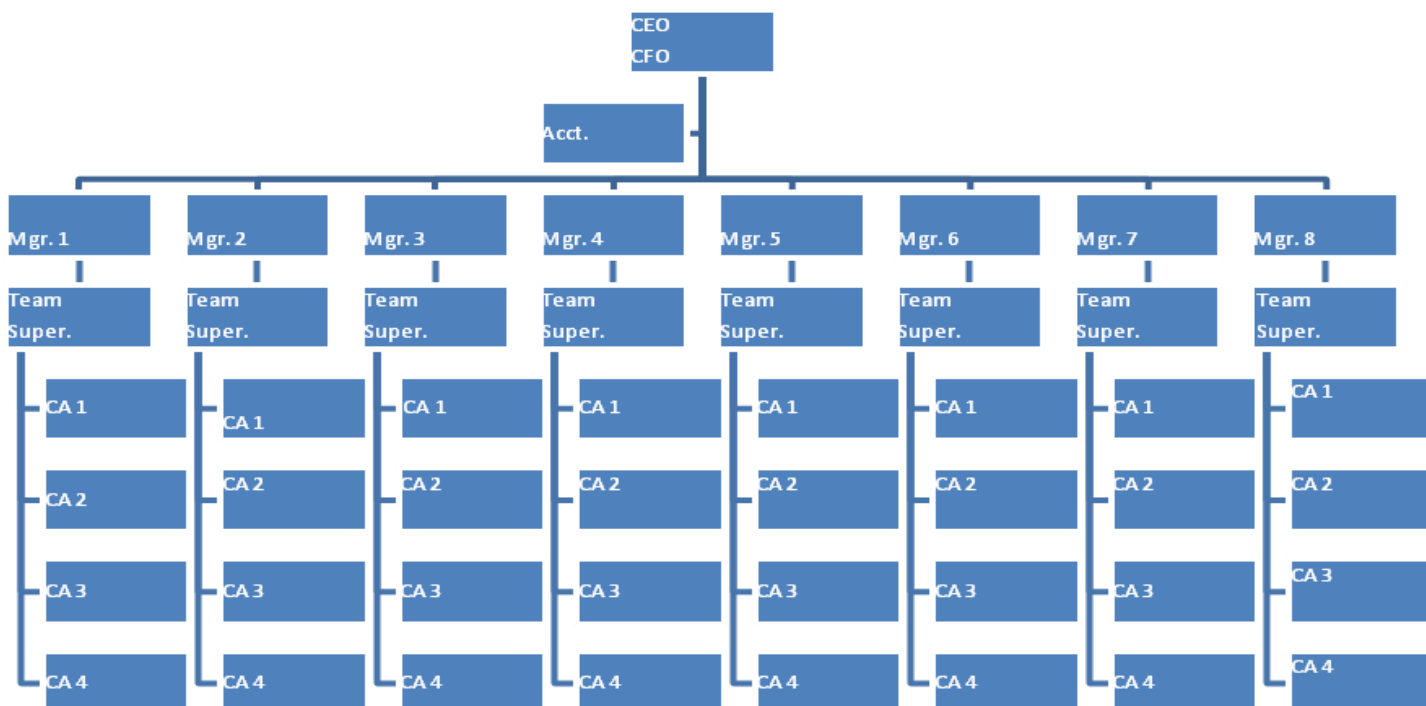 CEO
CFO
Acct.
Mgr. 1
Mgr. 2
Mgr. 3
Mgr. 4
Mgr. 5
Mgr. 6
Mgr. 7
Mgr. 8
Team
Super.
Team
Super.
Team
Super.
Team
Super.
Team
Super.
Team
Super.
Team
Super.
Team
Super.
CA 1
CA 1
CA 1
CA 1
CA 1
CA 1
CA 1
CA 1
CA 2
CA 2
CA 2
CA 2
CA 2
CA 2
CA 2
CA 2
CA 3
CA 3
CA 3
CA 3
CA 3
CA 3
CA 3
CA 3
CA 4
CA 4
CA 4
CA 4
CA 4
CA 4
CA 4
CA 4